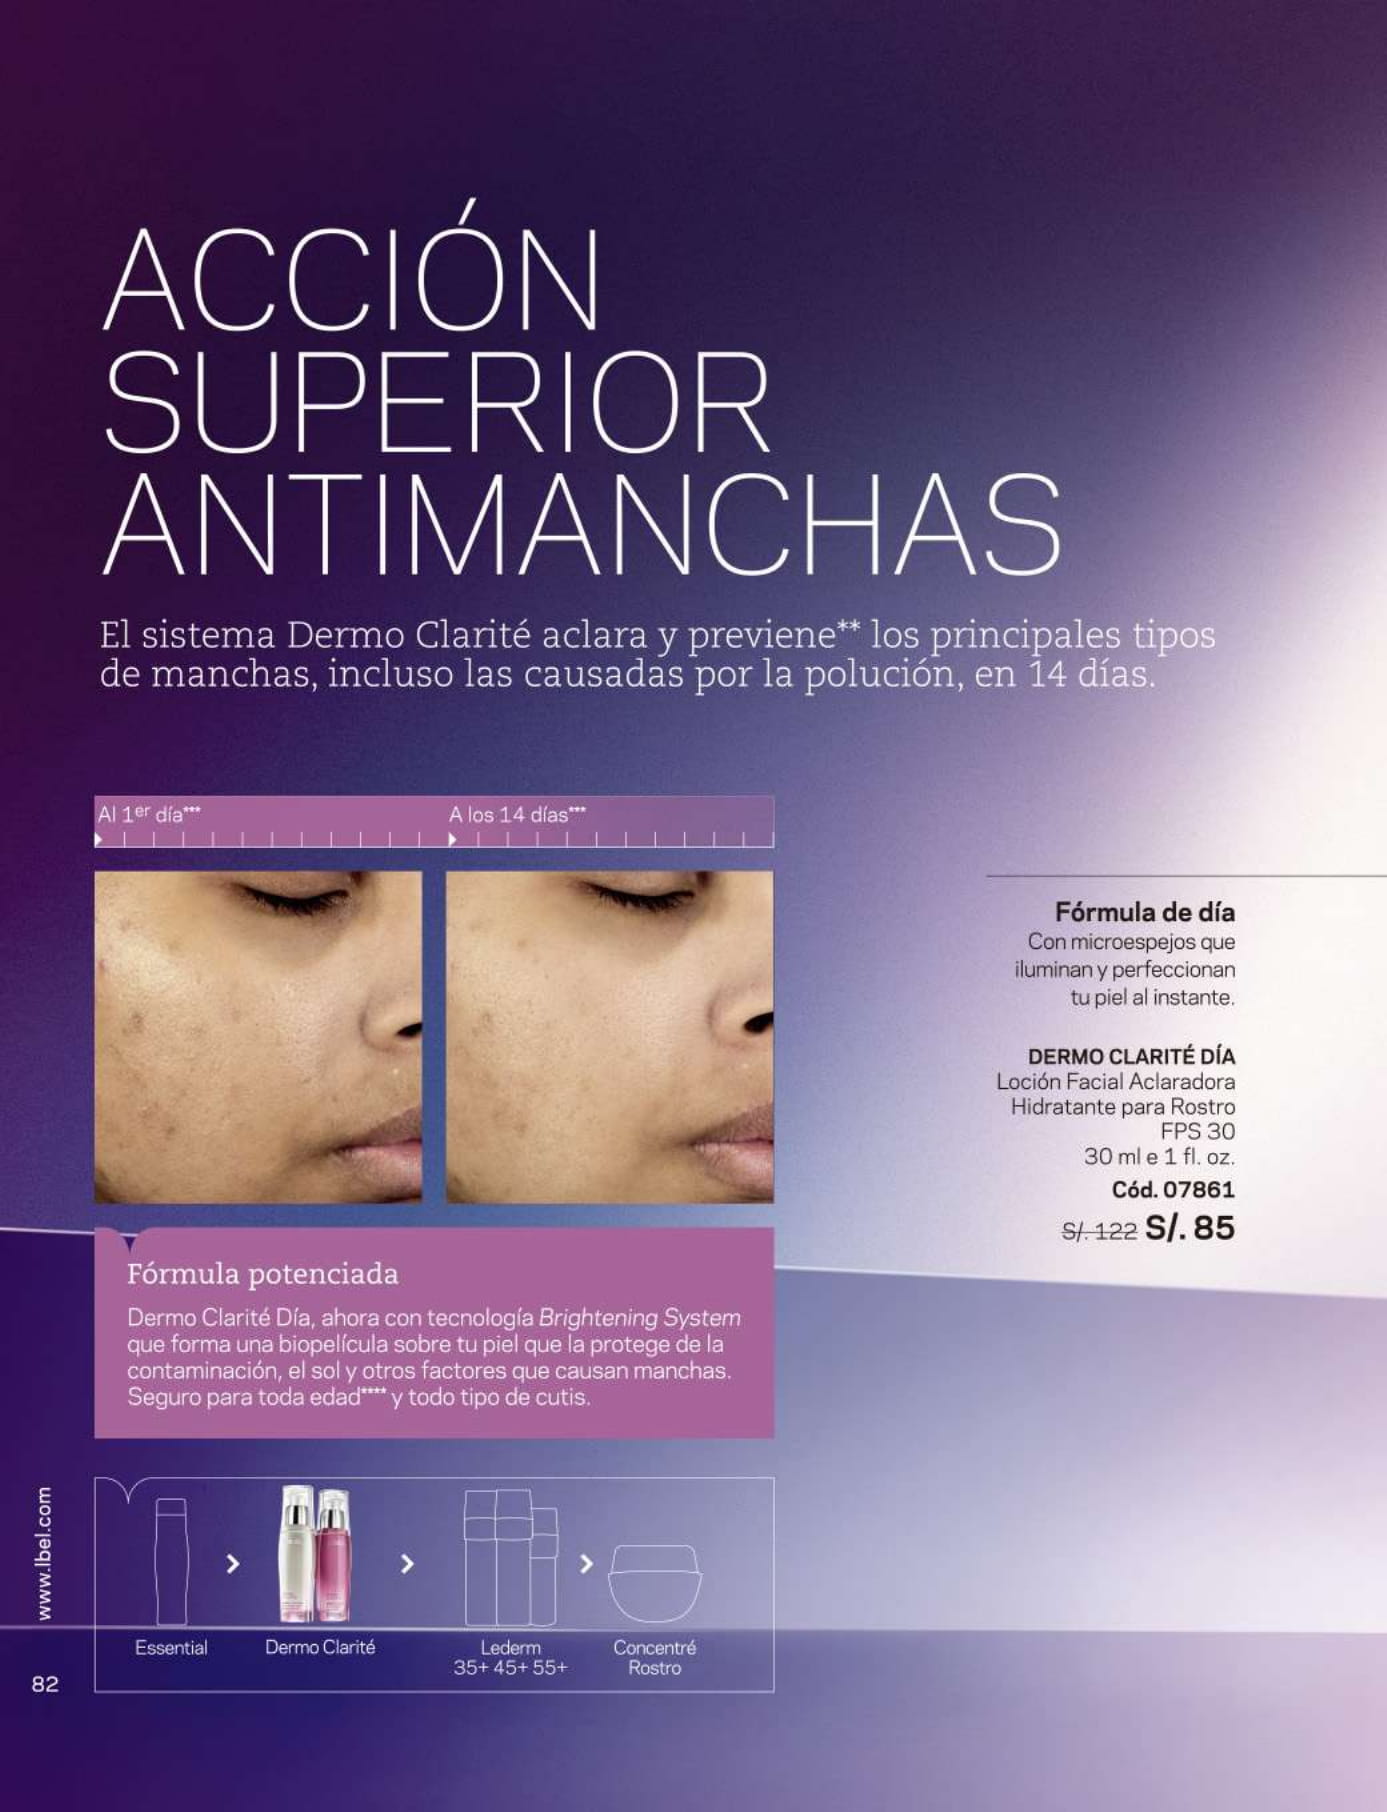 ACCIÓN
SUPERIOR
ANTIMANCHAS
El sistema Dermo Clarité aclara y previene** los principales tipos
de manchas, incluso las causadas por la polución, en 14 días.
Al 1er día***
A los 14 días***
Fórmula de día
Con microespejos que
iluminan y perfeccionan
tu piel al instante.
DERMO CLARITÉ DÍA
Loción Facial Aclaradora
Hidratante para Rostro
FPS 30
30 ml e 1 fl. oz.
Cód. 07861
S/. 122 S/. 85
Fórmula potenciada
Dermo Clarité Día, ahora con tecnología Brightening System
que forma una biopelícula sobre tu piel que la protege de la
contaminación, el sol y otros factores que causan manchas.
Seguro para toda edad**** y todo tipo de cutis.
> > >
Essential
Dermo Clarité
Lederm
35+ 45+ 55+
Concentré
Rostro
www.lbel.com
82